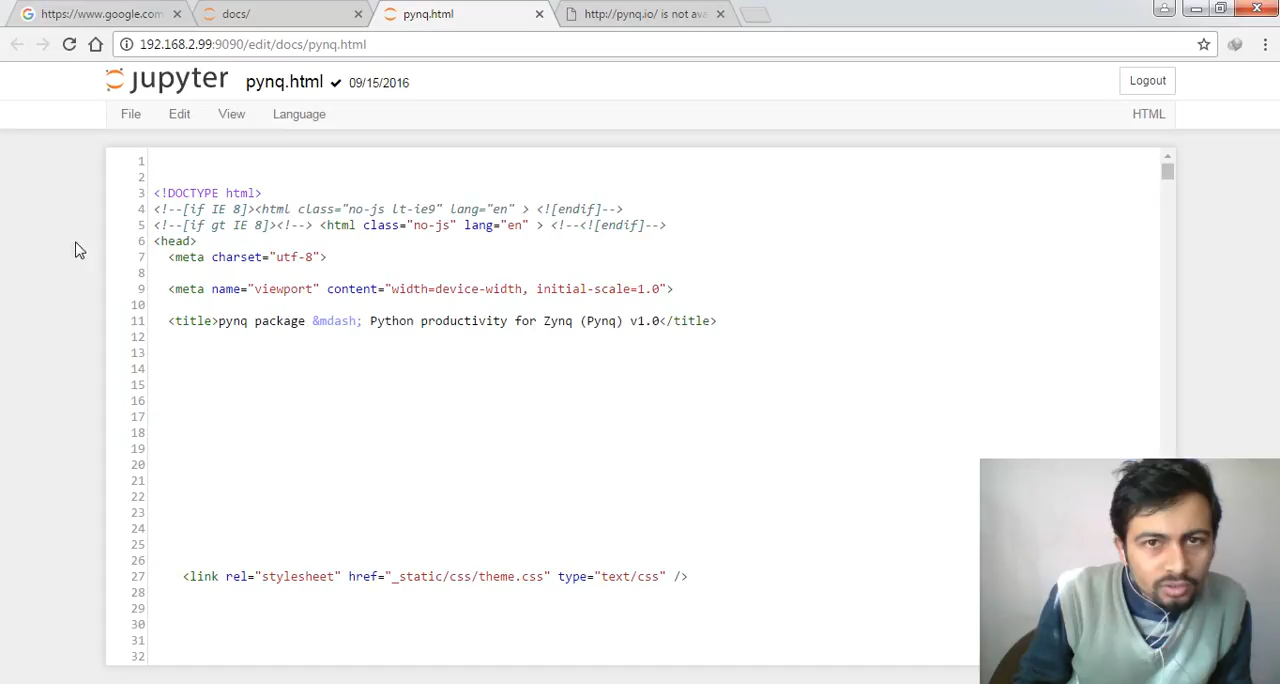 https://www.google.com
docs/
pynq.html
http://pynq.io/ is not ava
192.168.2.99:9090/edit/docs/pynq.html
jupyter pynq.html 09/15/2016
Logout
File Edit View Language HTML
1
2
3 <!DOCTYPE html>
4 <!--[if IE 8]><html class="no-js lt-ie9" lang="en" > <![endif]-->
5 <!--[if gt IE 8]><!--> <html class="no-js" lang="en" > <!--<![endif]-->
6 <head>
7 <meta charset="utf-8">
8
9 <meta name="viewport" content="width=device-width, initial-scale=1.0">
10
11 <title>pynq package &mdash; Python productivity for Zynq (Pynq) v1.0</title>
12
13
14
15
16
17
18
19
20
21
22
23
24
25
26
27 <link rel="stylesheet" href="_static/css/theme.css" type="text/css" />
28
29
30
31
32